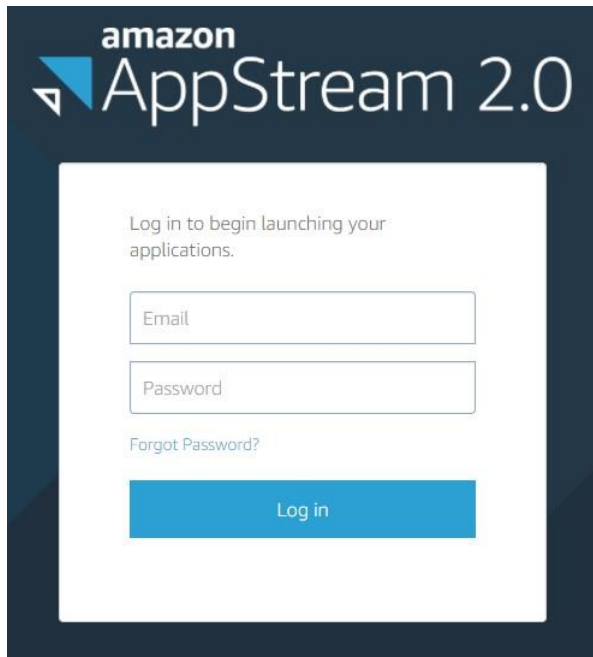 amazon
AppStream 2.0
Log in to begin launching your
applications.
Email
Password
Forgot Password?
Log in